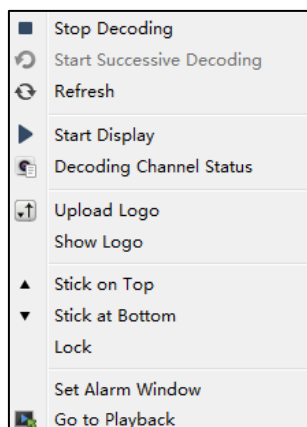 Stop Decoding
Start Successive Decoding
Refresh
Start Display
Decoding Channel Status
Upload Logo
Show Logo
Stick on Top
Stick at Bottom
Lock
Set Alarm Window
Go to Playback